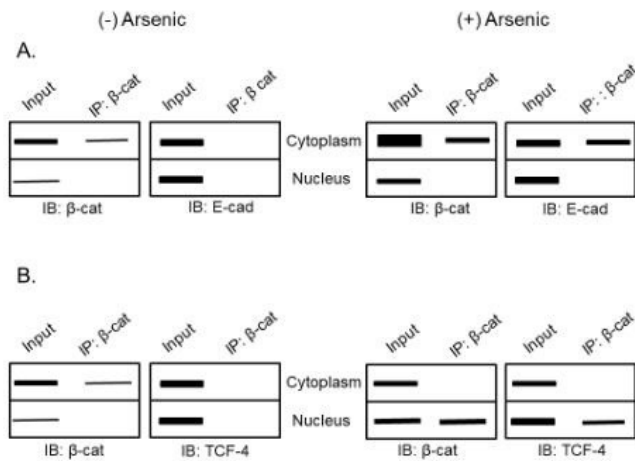 (-) Arsenic (+) Arsenic
A.
Input IP: β-cat Input IP: β cat Input IP: β-cat Input IP: : β-cat
Cytoplasm
Nucleus
IB: β-cat IB: E-cad IB: β-cat IB: E-cad
B.
Input IP: β-cat Input IP: β-cat Input IP: β-cat Input IP: β-cat
Cytoplasm
Nucleus
IB: β-cat IB: TCF-4 IB: β-cat IB: TCF-4